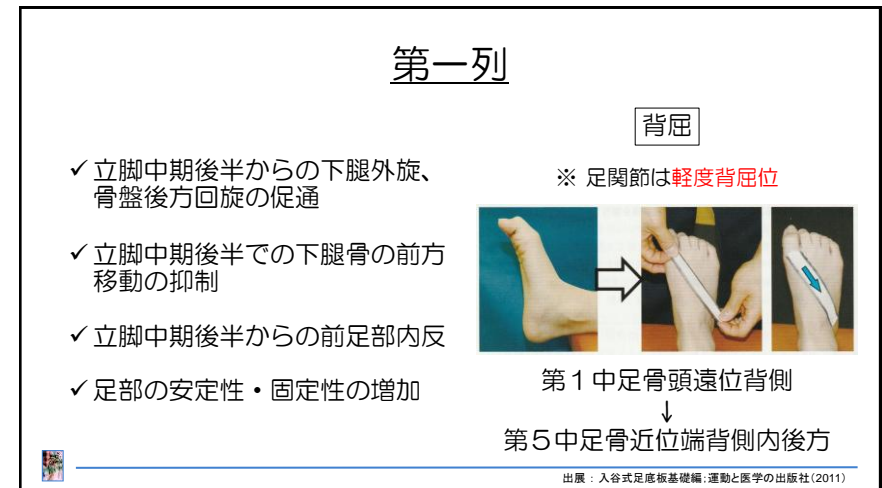 第一列
✓立脚中期後半からの下腿外旋、
骨盤後方回旋の促通
✓立脚中期後半での下腿骨の前方
移動の抑制
✓立脚中期後半からの前足部内反
✓足部の安定性・固定性の増加
背屈
※ 足関節は軽度背屈位
第1中足骨頭遠位背側
↓
第5中足骨近位端背側内後方
出展：入谷式足底板基礎編:運動と医学の出版社(2011)